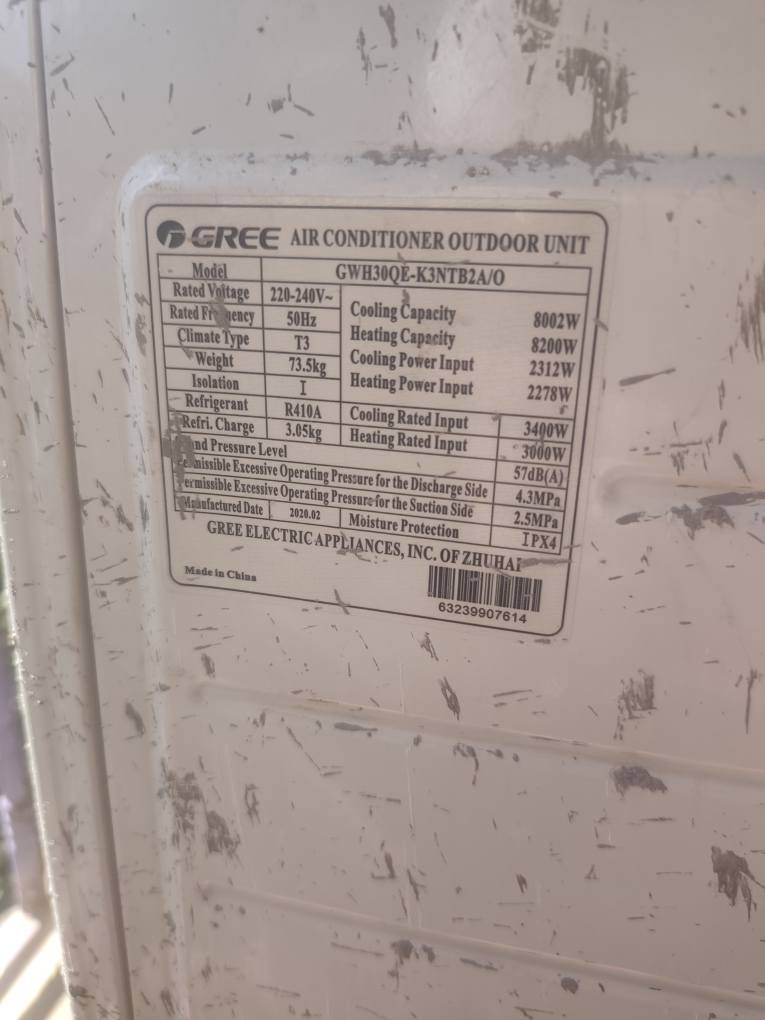 GREE AIR CONDITIONER OUTDOOR UNIT
Model GWH30QE-K3NTB2A/O
Rated Voltage 220-240V~ Cooling Capacity 8002W
Rated 50Hz Heating Capacity 8200W
Climate Type T3 Cooling Power Input 2312W
Weight 73.5kg Heating Power Input 2278W
Isolation I
Refrigerant R410A Cooling Rated Input 3400W
Refri. Charge 3.05kg Heating Rated Input 3000W
Pressure Level 57dB(A)
Excessive Operating Pressure for the Discharge Side 4.3MPa
Permissible Excessive Operating Pressure for the Suction Side 2.5MPa
Manufactured Date 2020.02 Moisture Protection IPX4
GREE ELECTRIC APPLIANCES, INC. OF ZHUHAI
Made in China
63239907614